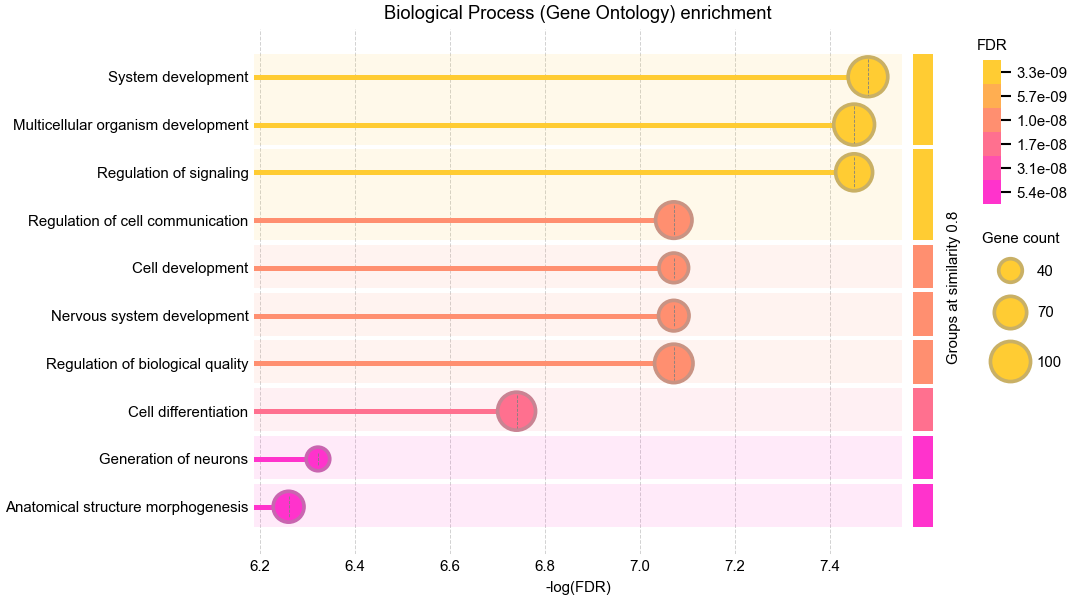 Biological Process (Gene Ontology) enrichment
System development
Multicellular organism development
Regulation of signaling
Regulation of cell communication
Cell development
Nervous system development
Regulation of biological quality
Cell differentiation
Generation of neurons
Anatomical structure morphogenesis
6.2 6.4 6.6 6.8 7.0 7.2 7.4
-log(FDR)
Groups at similarity 0.8
FDR
3.3e-09
5.7e-09
1.0e-08
1.7e-08
3.1e-08
5.4e-08
Gene count
40
70
100